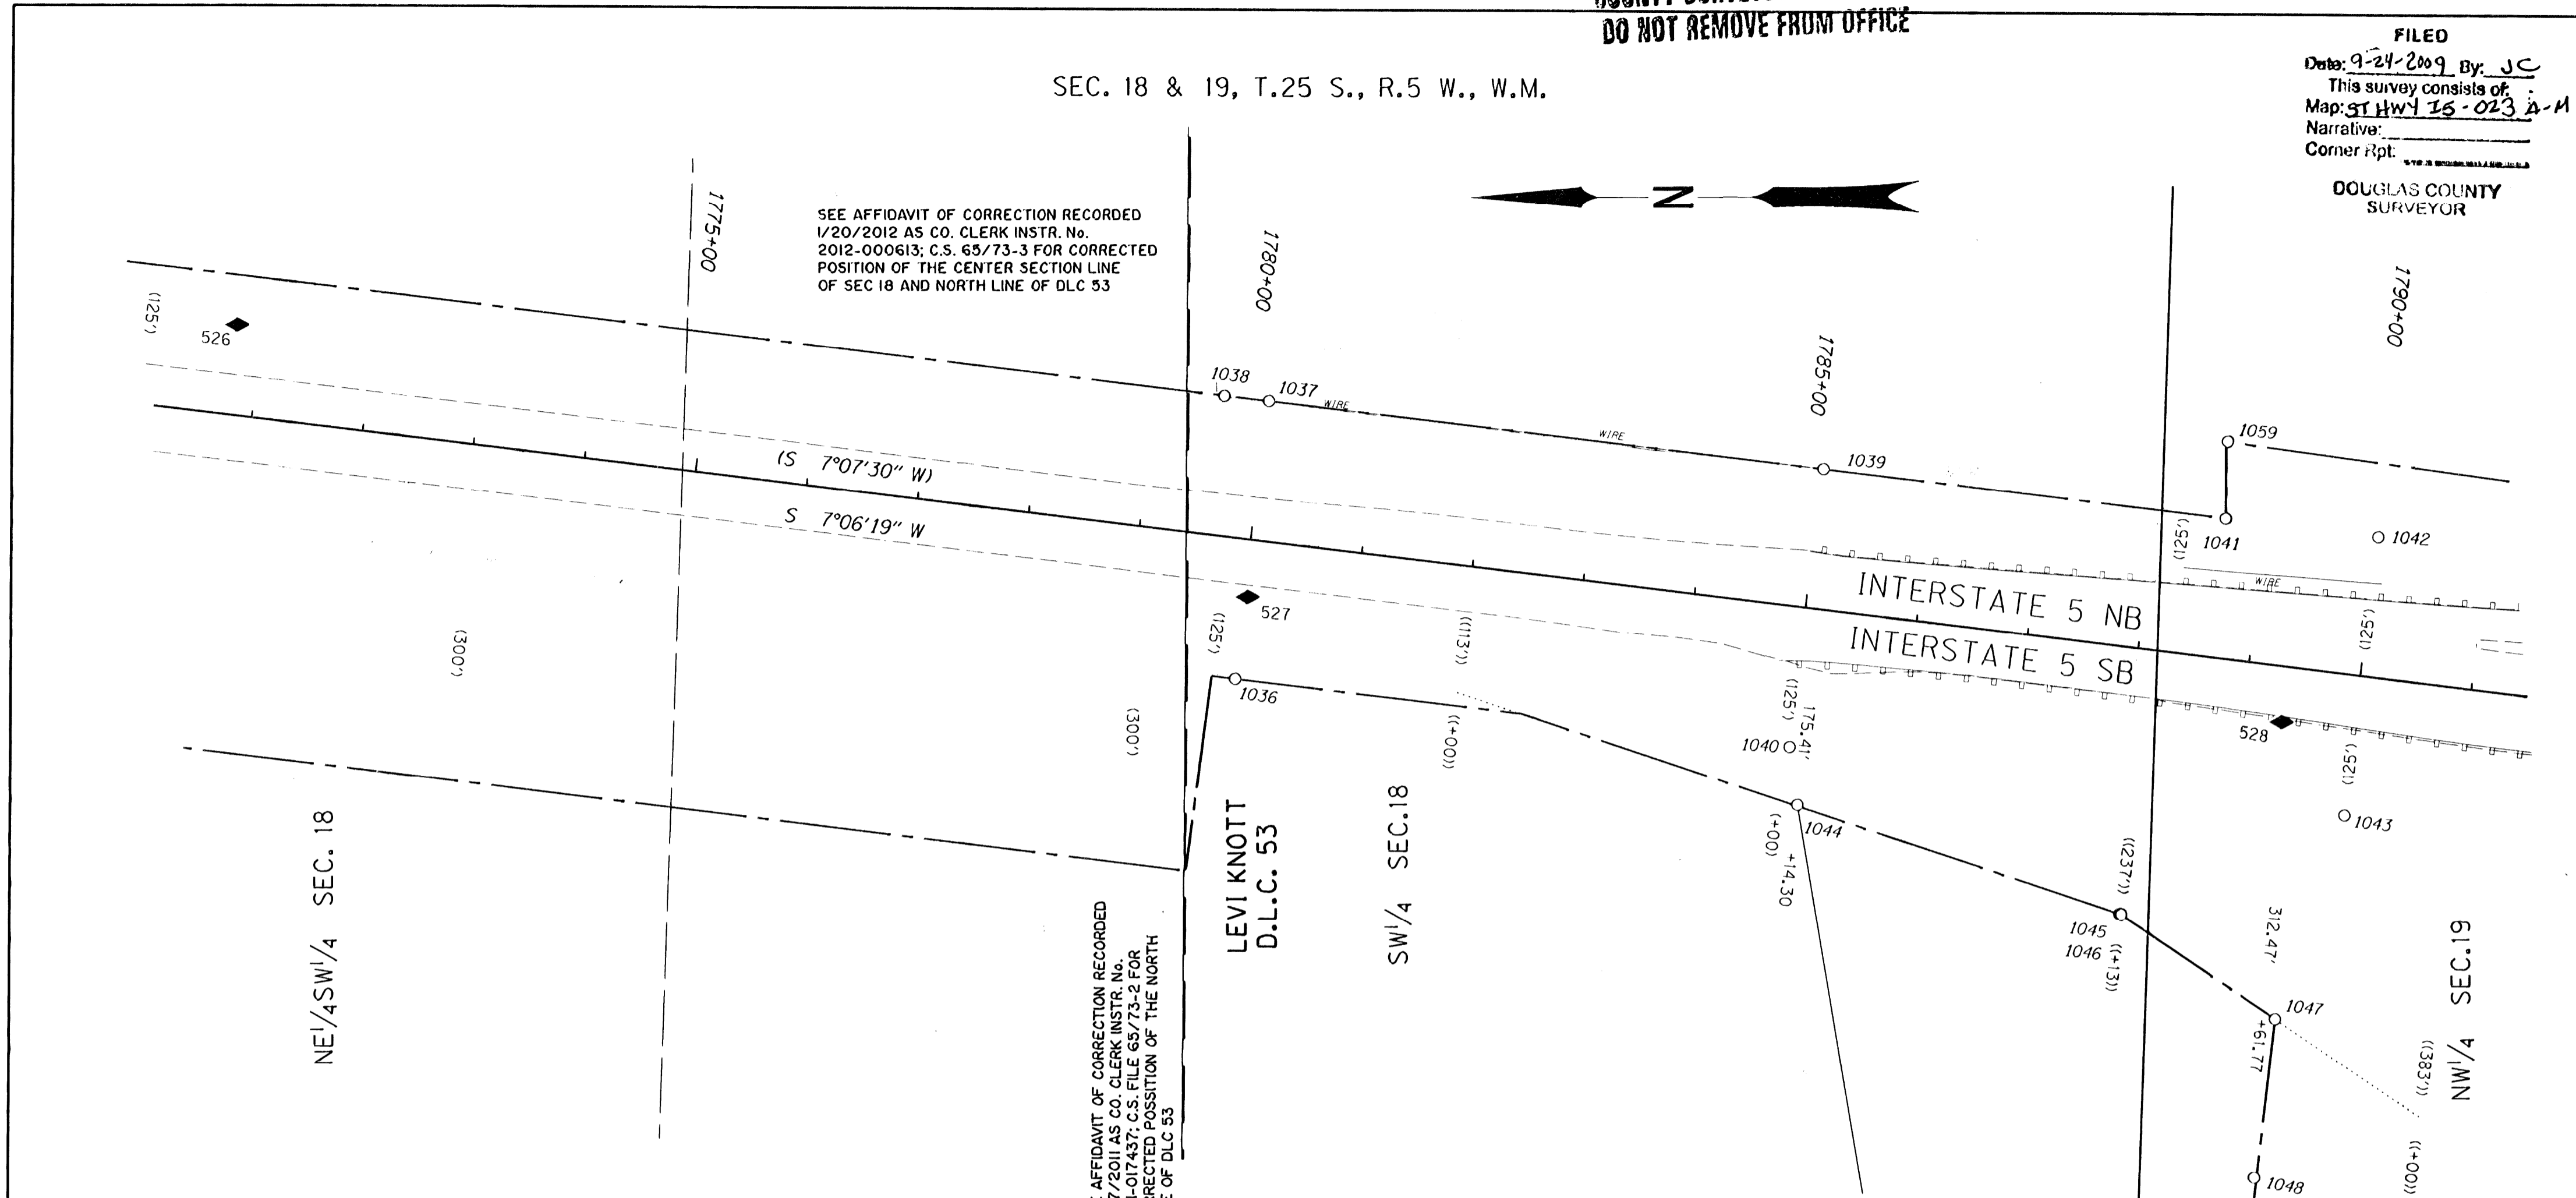 DO NOT REMOVE FROM OFFICE
FILED
Date: 9-24-2009 By: JC
This survey consists of:
Map: ST HWY I5-023 A-M
Narrative:
Corner Rpt:
DOUGLAS COUNTY
SURVEYOR
SEC. 18 & 19, T.25 S., R.5 W., W.M.
1775+00
SEE AFFIDAVIT OF CORRECTION RECORDED
1/20/2012 AS CO. CLERK INSTR. No.
2012-000613; C.S. 65/73-3 FOR CORRECTED
POSITION OF THE CENTER SECTION LINE
OF SEC 18 AND NORTH LINE OF DLC 53
N
1780+00
1785+00
1790+00
(125')
526
1038
1037
WIRE
WIRE
1039
1059
(S 7°07'30" W)
S 7°06'19" W
(125')
1041
1042
WIRE
INTERSTATE 5 NB
INTERSTATE 5 SB
(125')
527
(125')
((113'))
1036
(300')
(300')
((+00))
(125')
175.41'
1040
528
(125')
1043
1044
(+00)
+14.30
NE1/4SW1/4 SEC. 18
LEVI KNOTT
D.L.C. 53
SW1/4 SEC.18
((237'))
1045
1046
((+13))
312.47'
1047
+61.77
((383'))
NW1/4 SEC.19
((+00))
1048
AFFIDAVIT OF CORRECTION RECORDED
7/2011 AS CO. CLERK INSTR. No.
1-017437; C.S. FILE 65/73-2 FOR
RRECTED POSSITION OF THE NORTH
E OF DLC 53